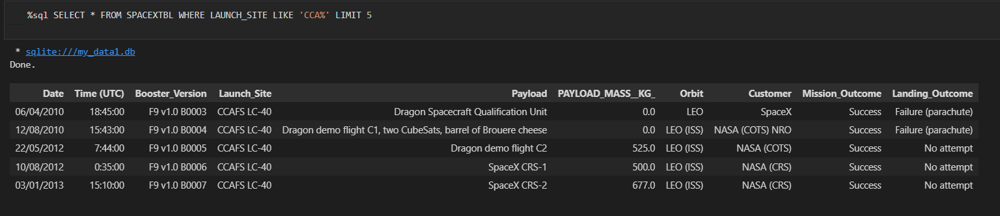 %sql SELECT * FROM SPACEXTBL WHERE LAUNCH_SITE LIKE 'CCA%' LIMIT 5
* sqlite:///my_data1.db
Done.
Date Time (UTC) Booster_Version Launch_Site Payload PAYLOAD_MASS__KG_ Orbit Customer Mission_Outcome Landing_Outcome
06/04/2010 18:45:00 F9 v1.0 B0003 CCAFS LC-40 Dragon Spacecraft Qualification Unit 0.0 LEO SpaceX Success Failure (parachute)
12/08/2010 15:43:00 F9 v1.0 B0004 CCAFS LC-40 Dragon demo flight C1, two CubeSats, barrel of Brouere cheese 0.0 LEO (ISS) NASA (COTS) NRO Success Failure (parachute)
22/05/2012 7:44:00 F9 v1.0 B0005 CCAFS LC-40 Dragon demo flight C2 525.0 LEO (ISS) NASA (COTS) Success No attempt
10/08/2012 0:35:00 F9 v1.0 B0006 CCAFS LC-40 SpaceX CRS-1 500.0 LEO (ISS) NASA (CRS) Success No attempt
03/01/2013 15:10:00 F9 v1.0 B0007 CCAFS LC-40 SpaceX CRS-2 677.0 LEO (ISS) NASA (CRS) Success No attempt